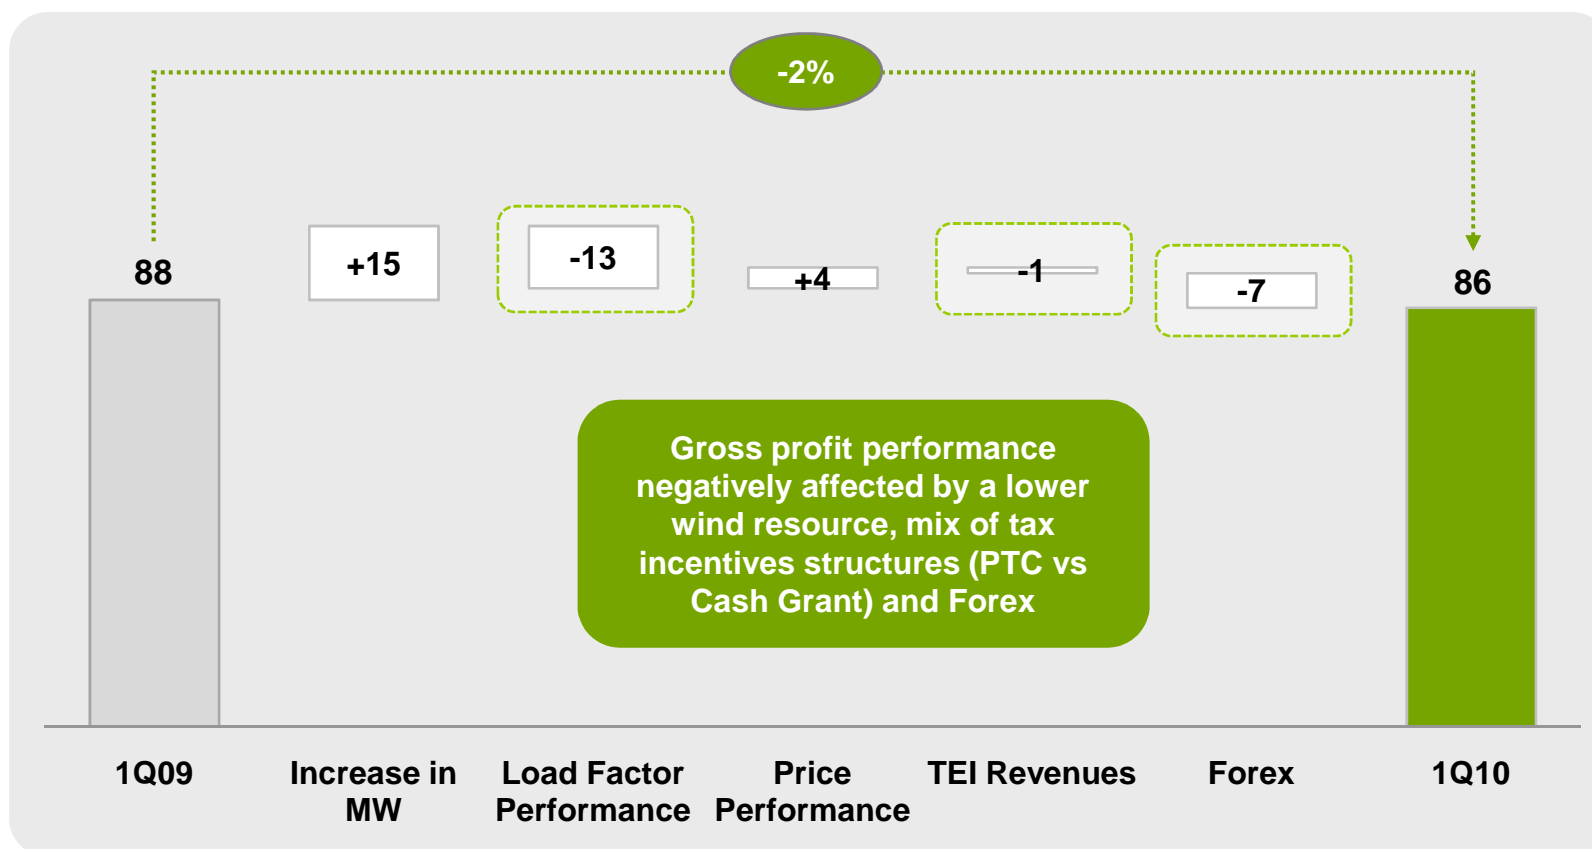 -2%
88
+15
-13
+4
-1
-7
86
Gross profit performance
negatively affected by a lower
wind resource, mix of tax
incentives structures (PTC vs
Cash Grant) and Forex
1Q09
Increase in
MW
Load Factor
Performance
Price
Performance
TEI Revenues
Forex
1Q10